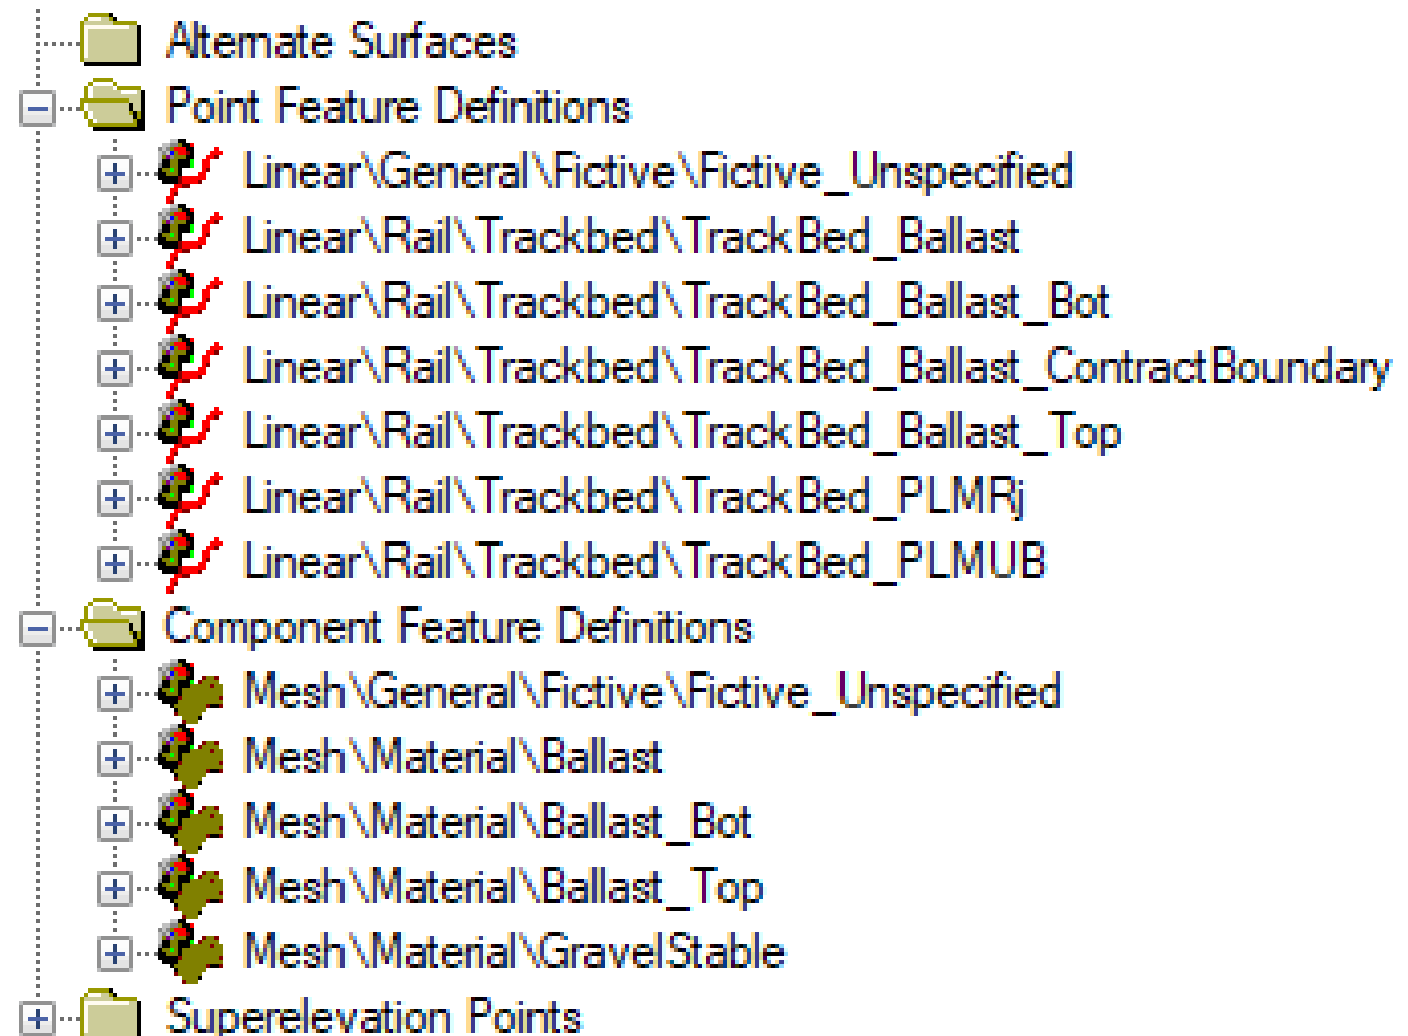 Alternate Surfaces
Point Feature Definitions
Linear\General\Fictive\Fictive_Unspecified
Linear\Rail\Trackbed\TrackBed_Ballast
Linear\Rail\Trackbed\TrackBed_Ballast_Bot
Linear\Rail\Trackbed\TrackBed_Ballast_ContractBoundary
Linear\Rail\Trackbed\TrackBed_Ballast_Top
Linear\Rail\Trackbed\TrackBed_PLMRj
Linear\Rail\Trackbed\TrackBed_PLMUB
Component Feature Definitions
Mesh\General\Fictive\Fictive_Unspecified
Mesh\Material\Ballast
Mesh\Material\Ballast_Bot
Mesh\Material\Ballast_Top
Mesh\Material\GravelStable
Superelevation Points